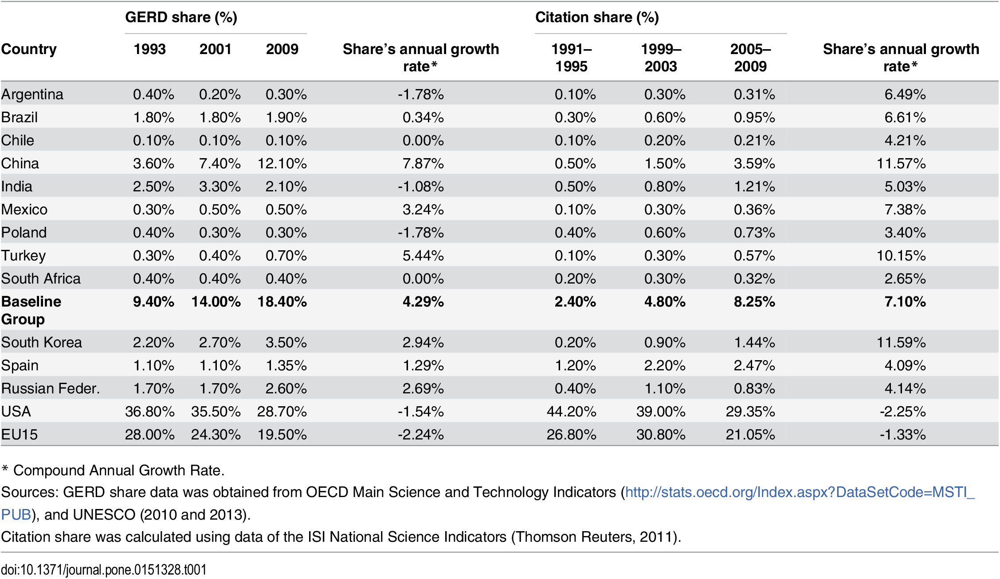 GERD share (%) Citation share (%)
Country 1993 2001 2009 Share’s annual growth rate* 1991–1995 1999–2003 2005–2009 Share’s annual growth rate*
Argentina 0.40% 0.20% 0.30% -1.78% 0.10% 0.30% 0.31% 6.49%
Brazil 1.80% 1.80% 1.90% 0.34% 0.30% 0.60% 0.95% 6.61%
Chile 0.10% 0.10% 0.10% 0.00% 0.10% 0.20% 0.21% 4.21%
China 3.60% 7.40% 12.10% 7.87% 0.50% 1.50% 3.59% 11.57%
India 2.50% 3.30% 2.10% -1.08% 0.50% 0.80% 1.21% 5.03%
Mexico 0.30% 0.50% 0.50% 3.24% 0.10% 0.30% 0.36% 7.38%
Poland 0.40% 0.30% 0.30% -1.78% 0.40% 0.60% 0.73% 3.40%
Turkey 0.30% 0.40% 0.70% 5.44% 0.10% 0.30% 0.57% 10.15%
South Africa 0.40% 0.40% 0.40% 0.00% 0.20% 0.30% 0.32% 2.65%
Baseline Group 9.40% 14.00% 18.40% 4.29% 2.40% 4.80% 8.25% 7.10%
South Korea 2.20% 2.70% 3.50% 2.94% 0.20% 0.90% 1.44% 11.59%
Spain 1.10% 1.10% 1.35% 1.29% 1.20% 2.20% 2.47% 4.09%
Russian Feder. 1.70% 1.70% 2.60% 2.69% 0.40% 1.10% 0.83% 4.14%
USA 36.80% 35.50% 28.70% -1.54% 44.20% 39.00% 29.35% -2.25%
EU15 28.00% 24.30% 19.50% -2.24% 26.80% 30.80% 21.05% -1.33%
* Compound Annual Growth Rate.
Sources: GERD share data was obtained from OECD Main Science and Technology Indicators (http://stats.oecd.org/Index.aspx?DataSetCode=MSTI_
PUB), and UNESCO (2010 and 2013).
Citation share was calculated using data of the ISI National Science Indicators (Thomson Reuters, 2011).
doi:10.1371/journal.pone.0151328.t001